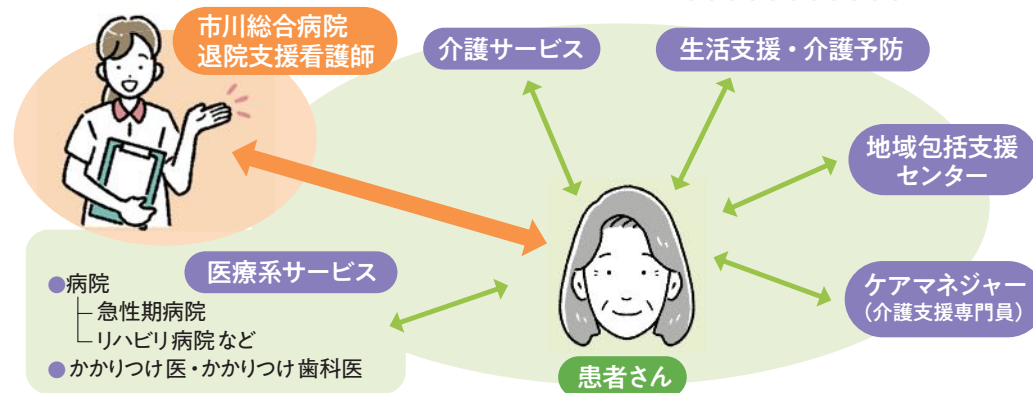 市川総合病院
退院支援看護師
介護サービス
生活支援・介護予防
地域包括支援
センター
ケアマネジャー
（介護支援専門員）
医療系サービス
●病院
急性期病院
リハビリ病院など
●かかりつけ医・かかりつけ歯科医
患者さん